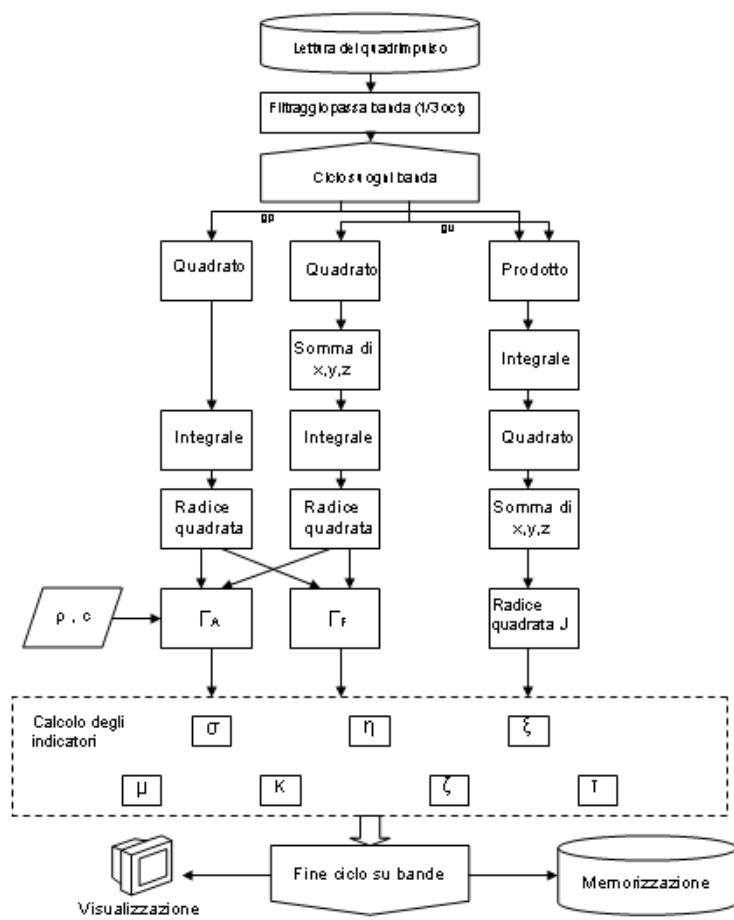 Lettura del quadrimpulso
Filtraggio passa banda (1/3 oct)
Ciclo su ogni banda
gp
gu
Quadrato
Quadrato
Prodotto
Somma di
x,y,z
Integrale
Integrale
Integrale
Quadrato
Radice
quadrata
Radice
quadrata
Somma di
x,y,z
ρ , c
ΓA
ΓF
Radice
quadrata J
Calcolo degli
indicatori
σ
η
ξ
μ
κ
ζ
τ
Fine ciclo su bande
Visualizzazione
Memorizzazione